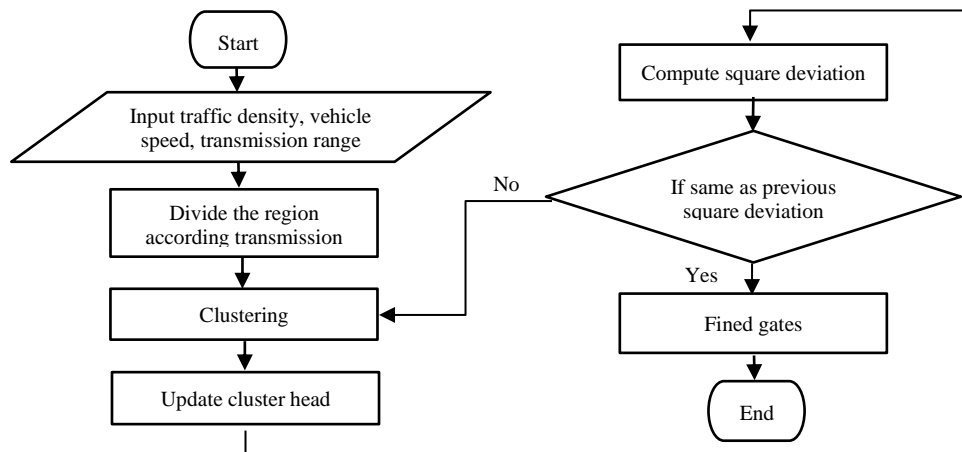 Start
Input traffic density, vehicle
speed, transmission range
Divide the region
according transmission
Clustering
Update cluster head
Compute square deviation
If same as previous
square deviation
No
Yes
Fined gates
End